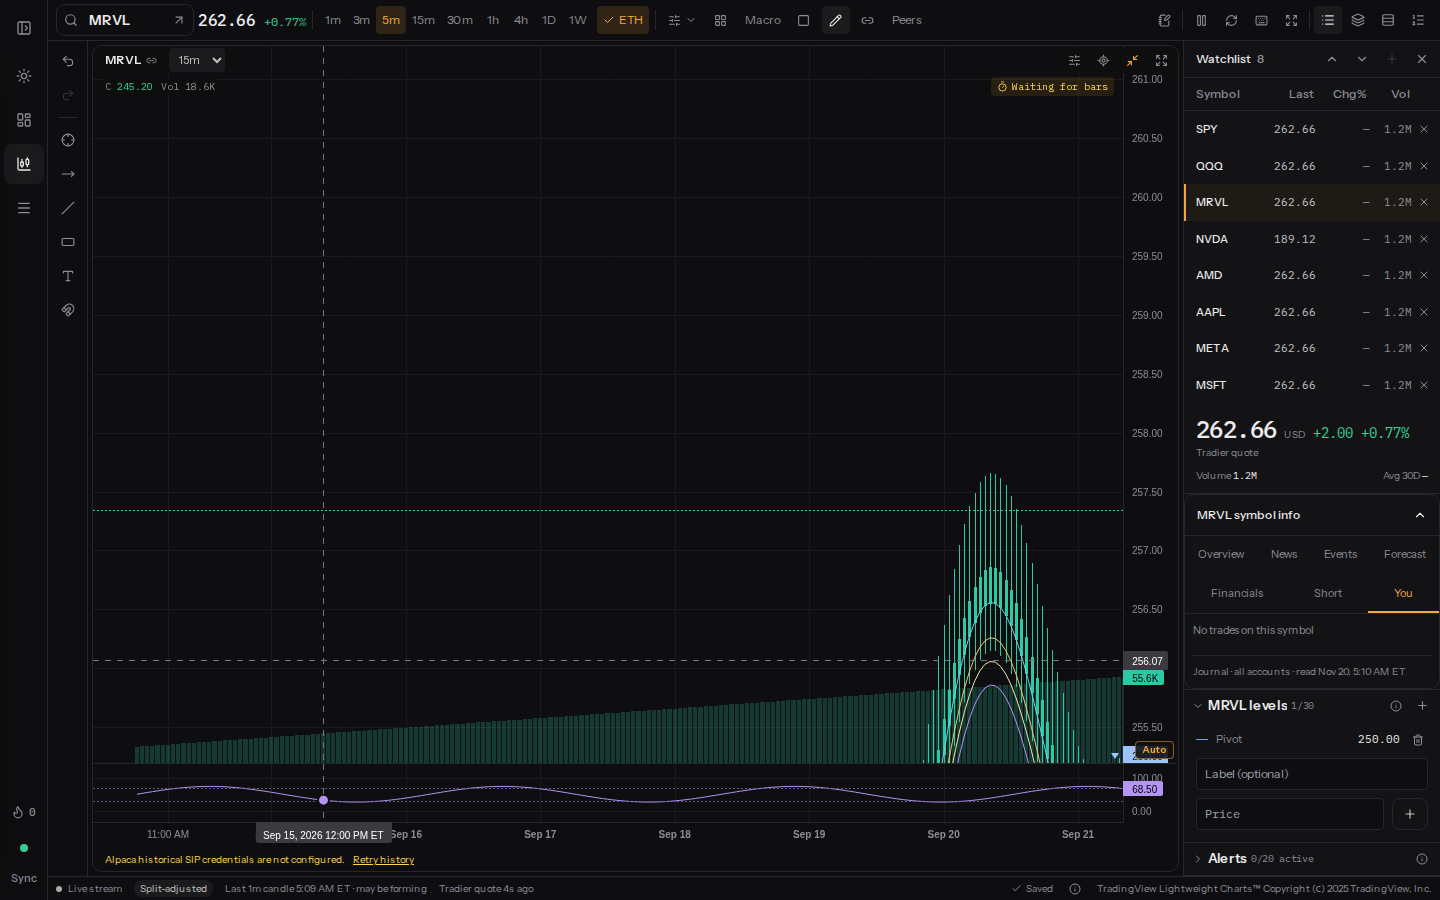 MRVL 262.66 +0.77% 1m 3m 5m 15m 30m 1h 4h 1D 1W ETH Macro Peers
MRVL 15m
C 245.20 Vol 18.6K
Waiting for bars
261.00
260.50
260.00
259.50
259.00
258.50
258.00
257.50
257.00
256.50
256.07
55.6K
255.50
Auto
100.00
68.50
0.00
11:00 AM Sep 15, 2026 12:00 PM ET Sep 16 Sep 17 Sep 18 Sep 19 Sep 20 Sep 21
Alpaca historical SIP credentials are not configured. Retry history
0
Sync
Watchlist 8
Symbol Last Chg% Vol
SPY 262.66 — 1.2M
QQQ 262.66 — 1.2M
MRVL 262.66 — 1.2M
NVDA 189.12 — 1.2M
AMD 262.66 — 1.2M
AAPL 262.66 — 1.2M
META 262.66 — 1.2M
MSFT 262.66 — 1.2M
262.66 USD +2.00 +0.77%
Tradier quote
Volume 1.2M Avg 30D —
MRVL symbol info
Overview News Events Forecast
Financials Short You
No trades on this symbol
Journal · all accounts · read Nov 20, 5:10 AM ET
MRVL levels 1/30
Pivot 250.00
Label (optional)
Price
Alerts 0/20 active
Live stream Split-adjusted Last 1m candle 5:09 AM ET · may be forming Tradier quote 4s ago Saved TradingView Lightweight Charts™ Copyright (c) 2025 TradingView, Inc.